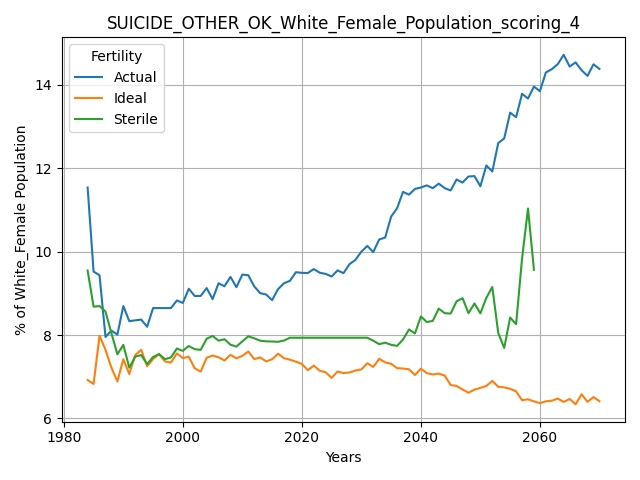 SUICIDE_OTHER_OK_White_Female_Population_scoring_4
Fertility
Actual
Ideal
Sterile
% of White_Female Population
14
12
10
8
6
1980
2000
2020
2040
2060
Years